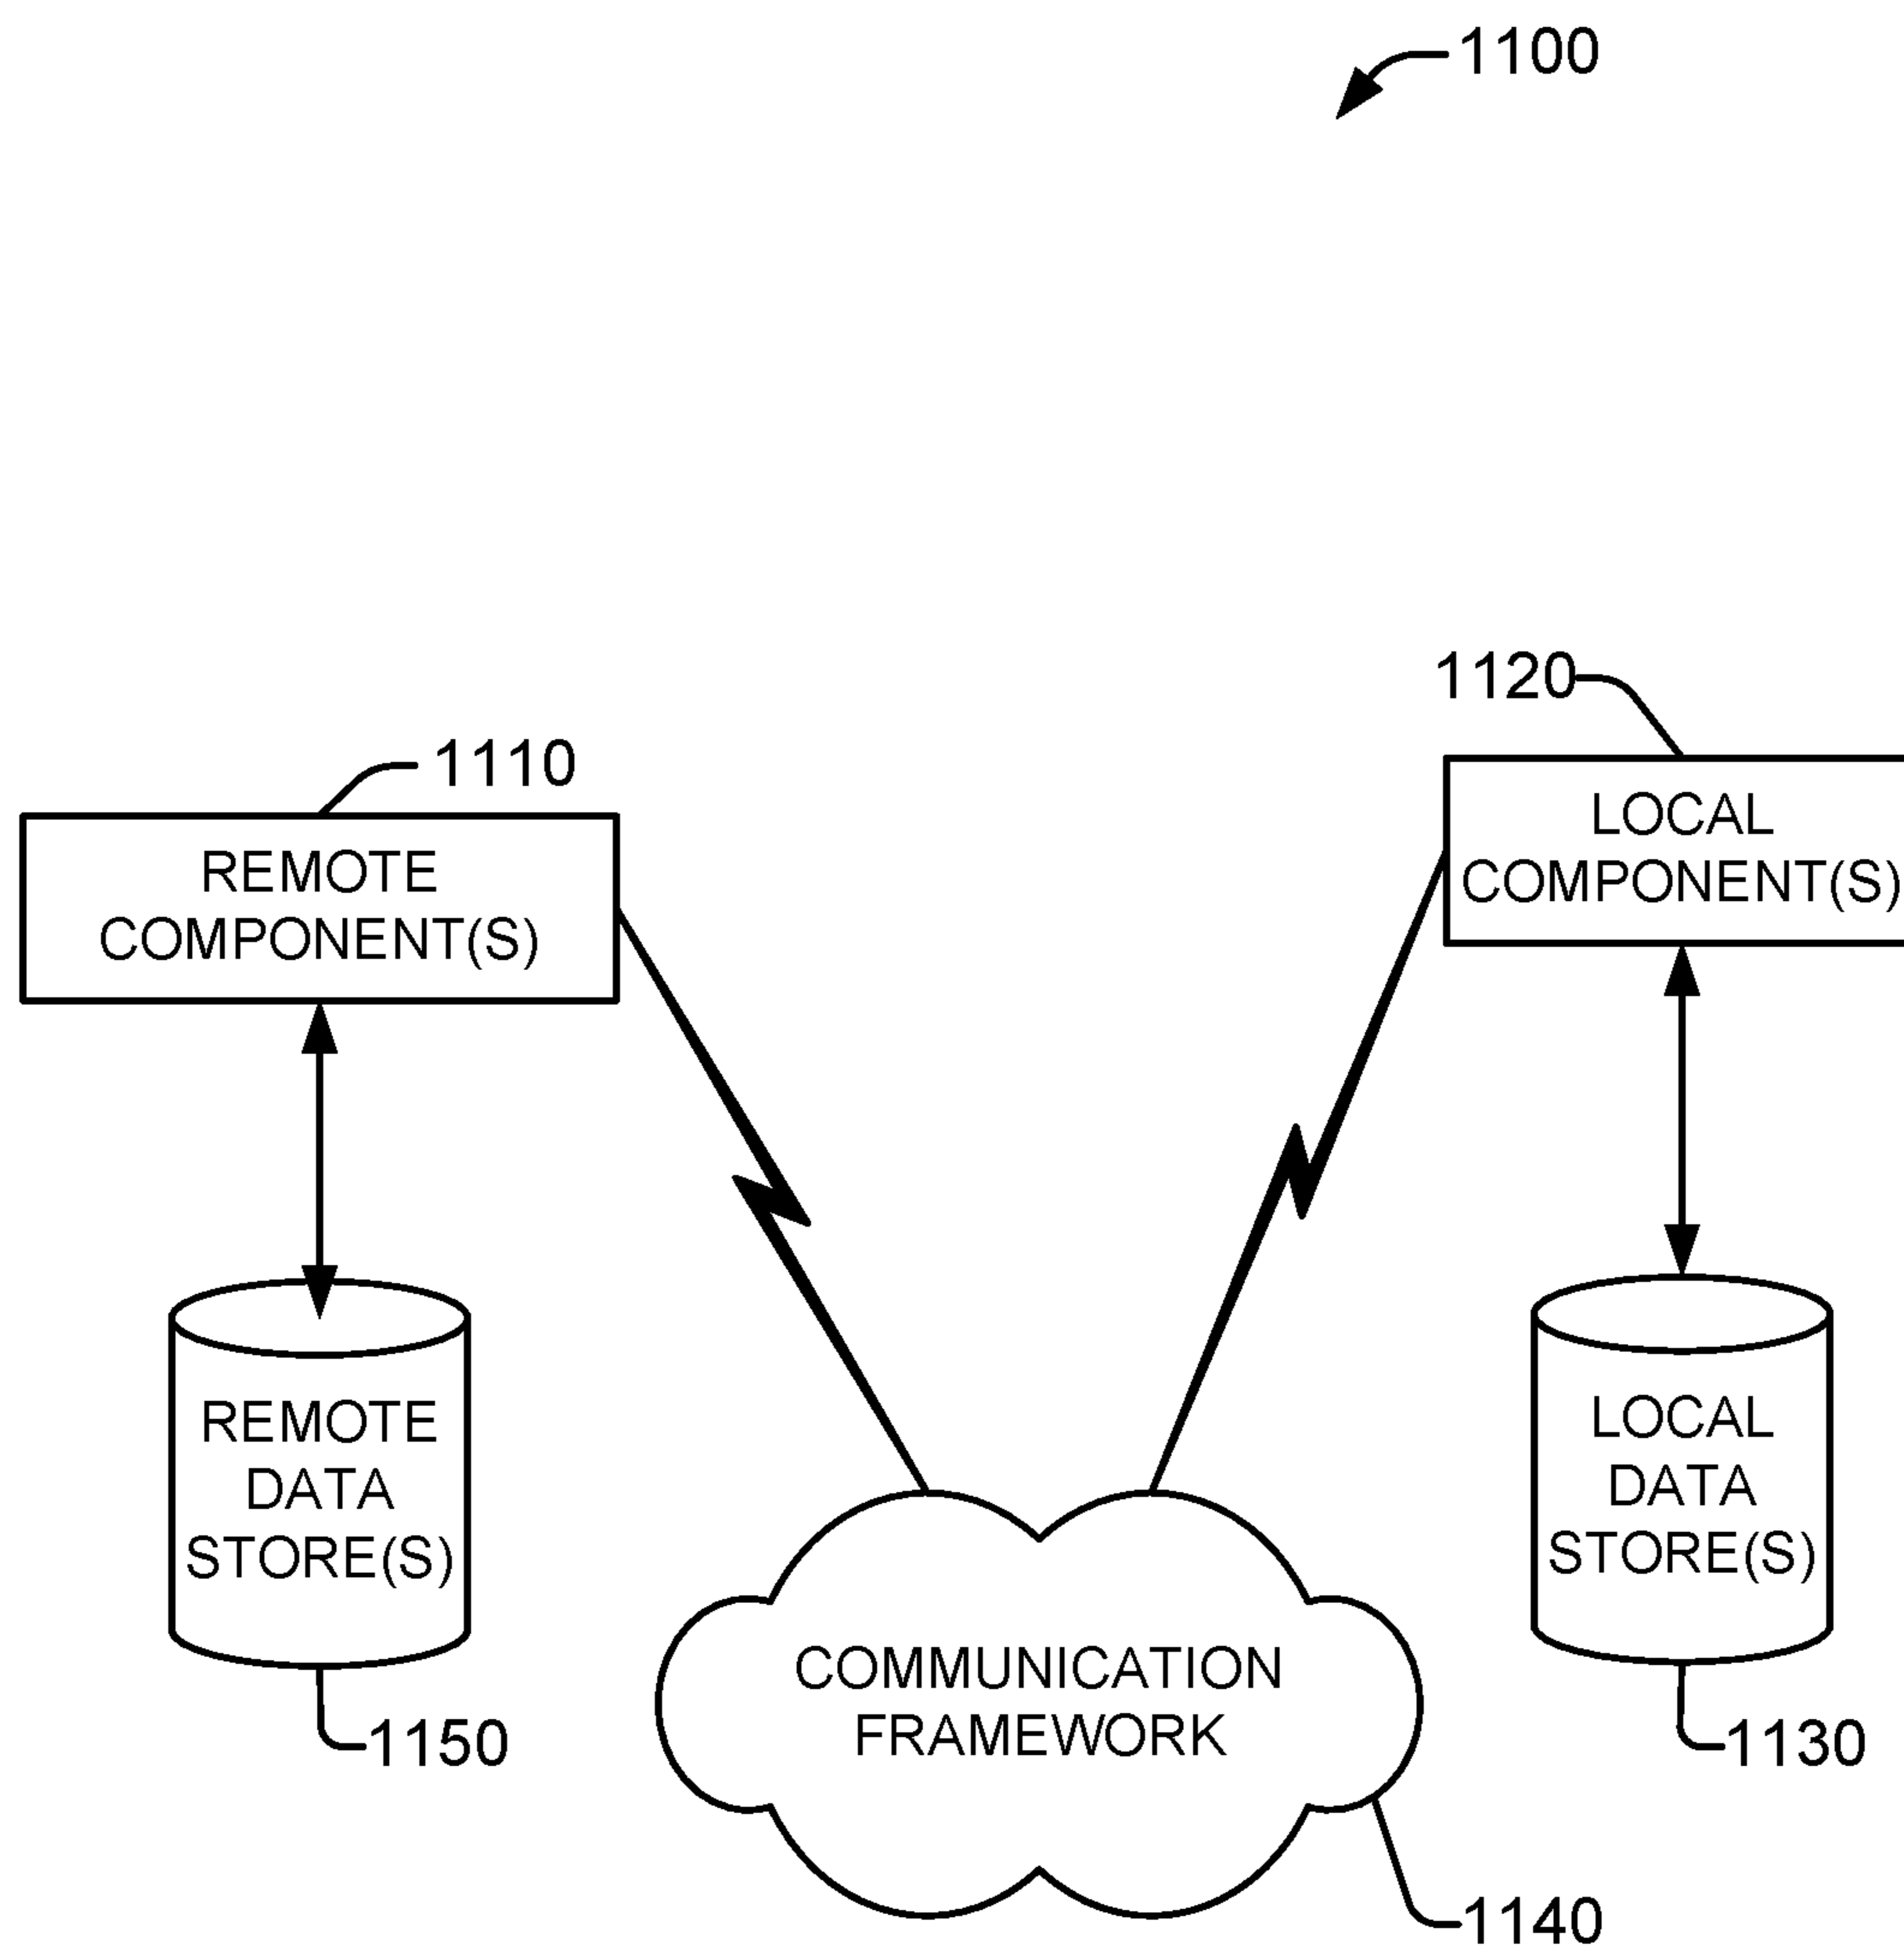 1100
1120
1110
LOCAL
COMPONENT(S)
REMOTE
COMPONENT(S)
REMOTE
DATA
STORE(S)
LOCAL
DATA
STORE(S)
COMMUNICATION
FRAMEWORK
1150
1130
1140